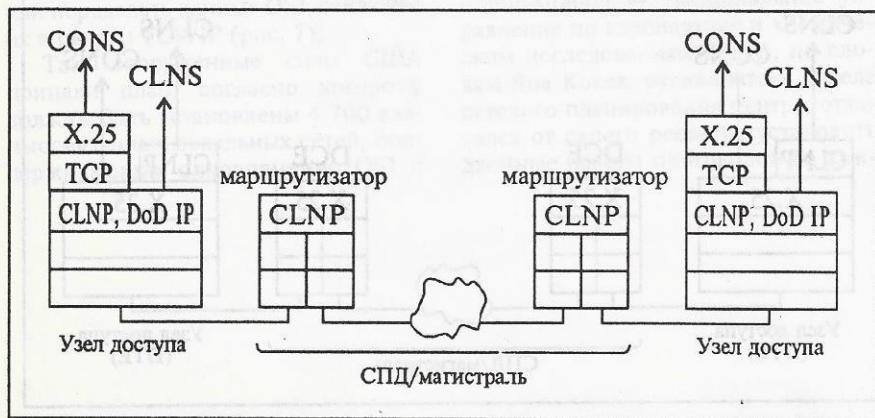 CONS
CLNS
X.25
TCP
CLNP, DoD IP
маршрутизатор
CLNP
маршрутизатор
CLNP
CONS
CLNS
X.25
TCP
CLNP, DoD IP
Узел доступа
СПД/магистраль
Узел доступа